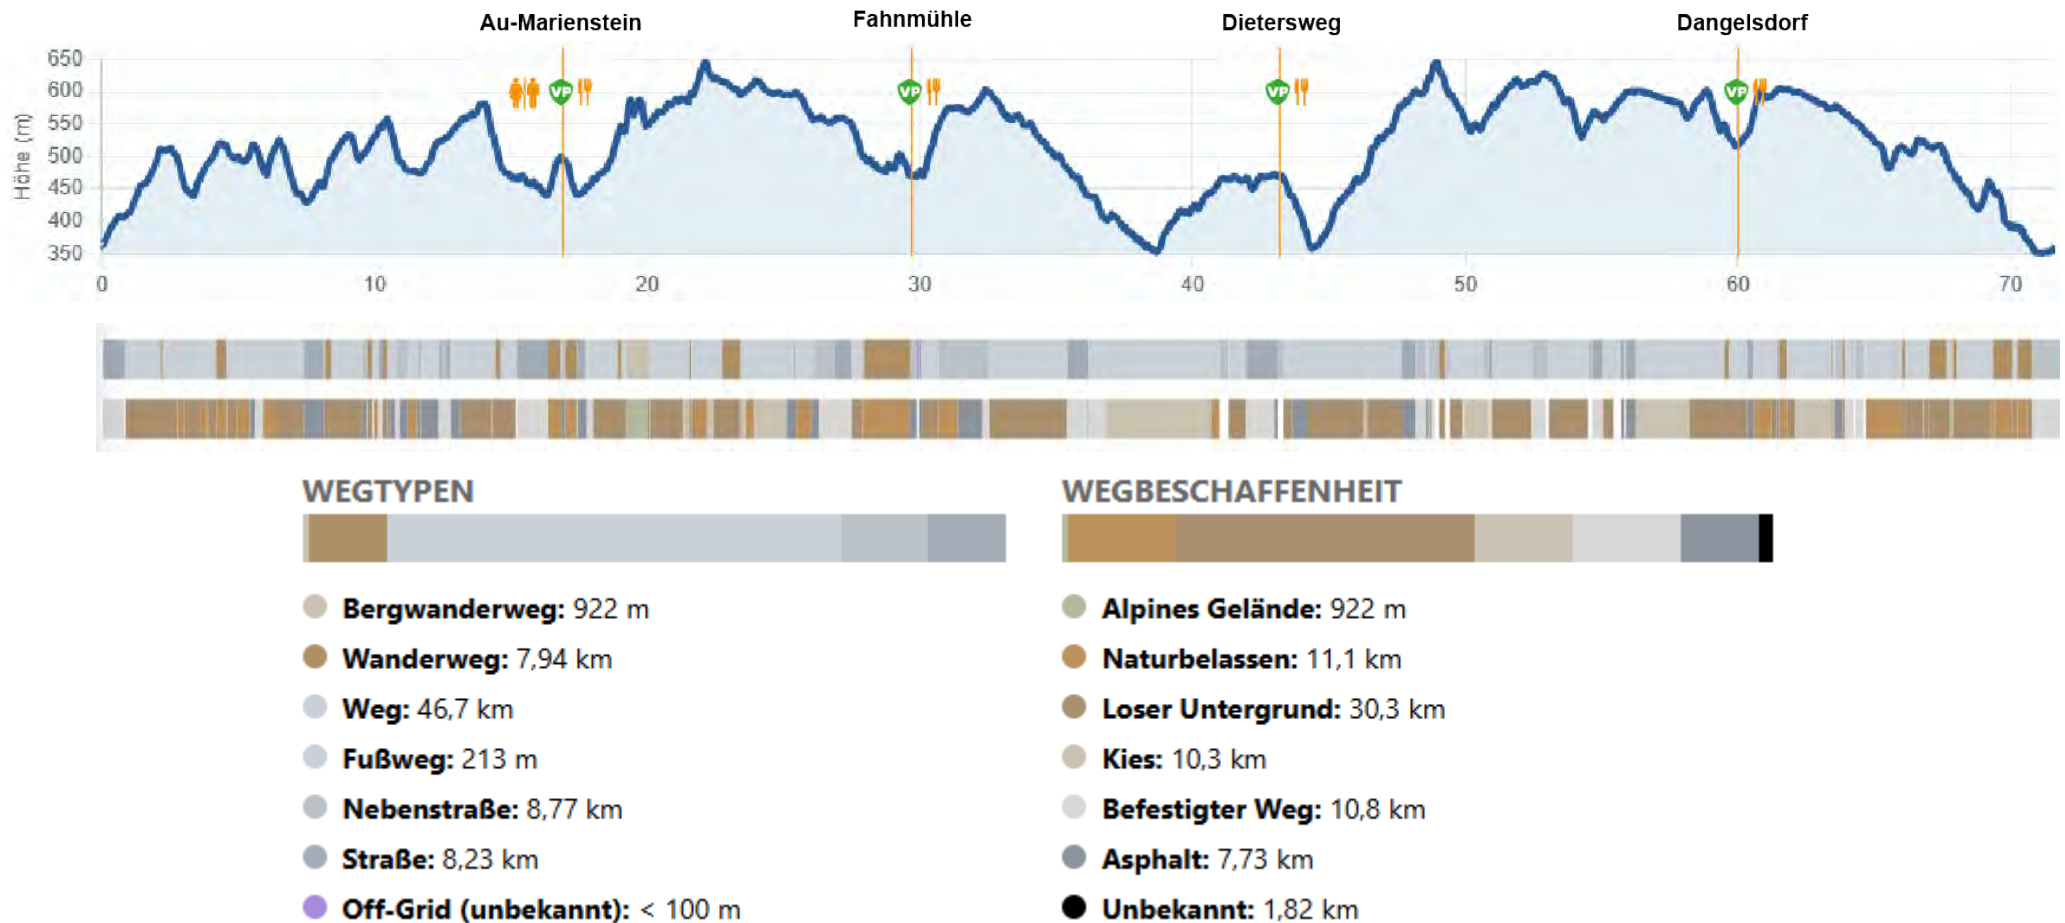 Au-Marienstein
Fahnmühle
Dietersweg
Dangelsdorf
650
600
550
500
450
400
350
Höhe (m)
VP
VP
VP
VP
0
10
20
30
40
50
60
70
WEGTYPEN
Bergwanderweg: 922 m
Wanderweg: 7,94 km
Weg: 46,7 km
Fußweg: 213 m
Nebenstraße: 8,77 km
Straße: 8,23 km
Off-Grid (unbekannt): < 100 m
WEGBESCHAFFENHEIT
Alpines Gelände: 922 m
Naturbelassen: 11,1 km
Loser Untergrund: 30,3 km
Kies: 10,3 km
Befestigter Weg: 10,8 km
Asphalt: 7,73 km
Unbekannt: 1,82 km